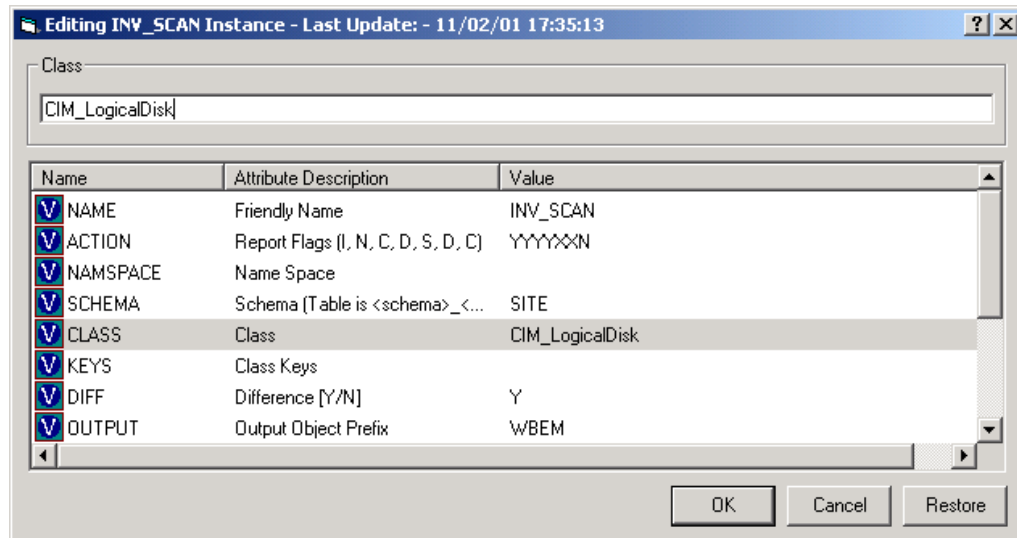 Editing INV_SCAN Instance - Last Update: - 11/02/01 17:35:13
Class
CIM_LogicalDisk
Name Attribute Description Value
V NAME Friendly Name INV_SCAN
V ACTION Report Flags (I, N, C, D, S, D, C) YYYYXXN
V NAMSPACE Name Space
V SCHEMA Schema (Table is <schema>_<... SITE
V CLASS Class CIM_LogicalDisk
V KEYS Class Keys
V DIFF Difference [Y/N] Y
V OUTPUT Output Object Prefix WBEM
OK Cancel Restore